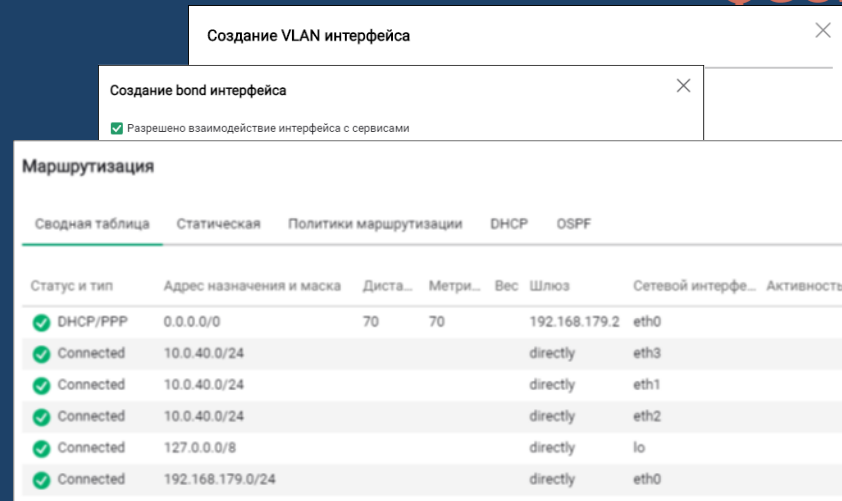 Создание VLAN интерфейса
Создание bond интерфейса
Разрешено взаимодействие интерфейса с сервисами
Маршрутизация
Сводная таблица Статическая Политики маршрутизации DHCP OSPF
Статус и тип Адрес назначения и маска Диста... Метри... Вес Шлюз Сетевой интерфе... Активность
DHCP/PPP 0.0.0.0/0 70 70 192.168.179.2 eth0
Connected 10.0.40.0/24 directly eth3
Connected 10.0.40.0/24 directly eth1
Connected 10.0.40.0/24 directly eth2
Connected 127.0.0.0/8 directly lo
Connected 192.168.179.0/24 directly eth0